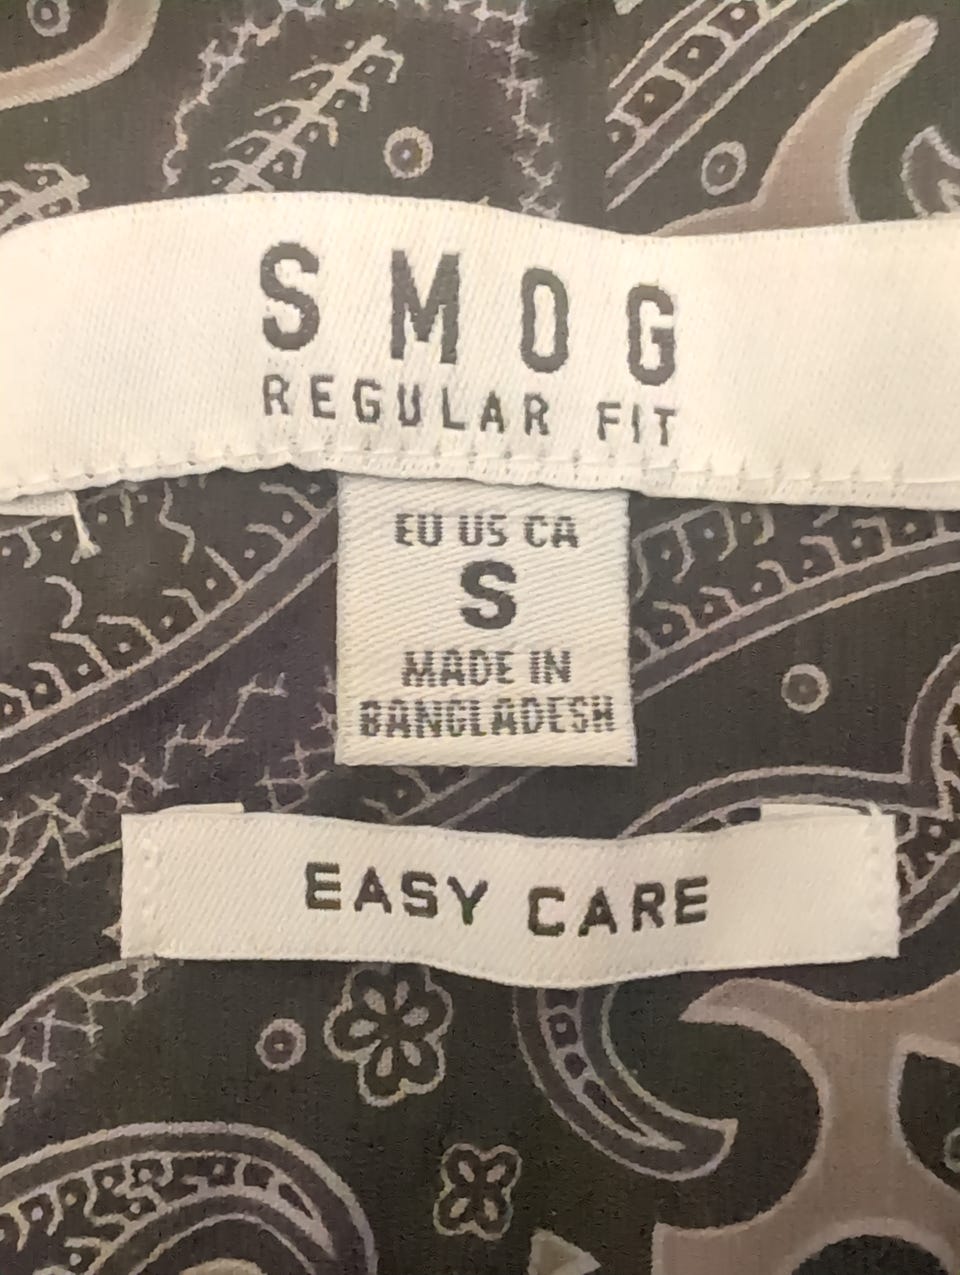 SMOG
REGULAR FIT
EU US CA
S
MADE IN
BANGLADESH
EASY CARE